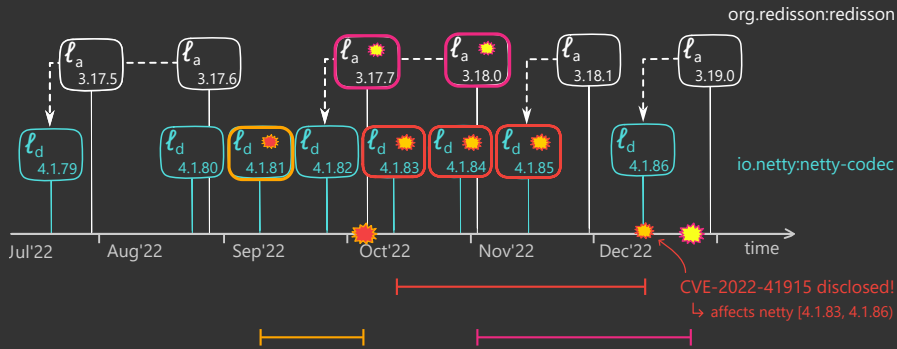 org.redisson:redisson
ℓa 3.17.5
ℓa 3.17.6
ℓa 3.17.7
ℓa 3.18.0
ℓa 3.18.1
ℓa 3.19.0
ℓd 4.1.79
ℓd 4.1.80
ℓd 4.1.81
ℓd 4.1.82
ℓd 4.1.83
ℓd 4.1.84
ℓd 4.1.85
ℓd 4.1.86
io.netty:netty-codec
Jul'22 Aug'22 Sep'22 Oct'22 Nov'22 Dec'22 time
CVE-2022-41915 disclosed!
↳ affects netty [4.1.83, 4.1.86)